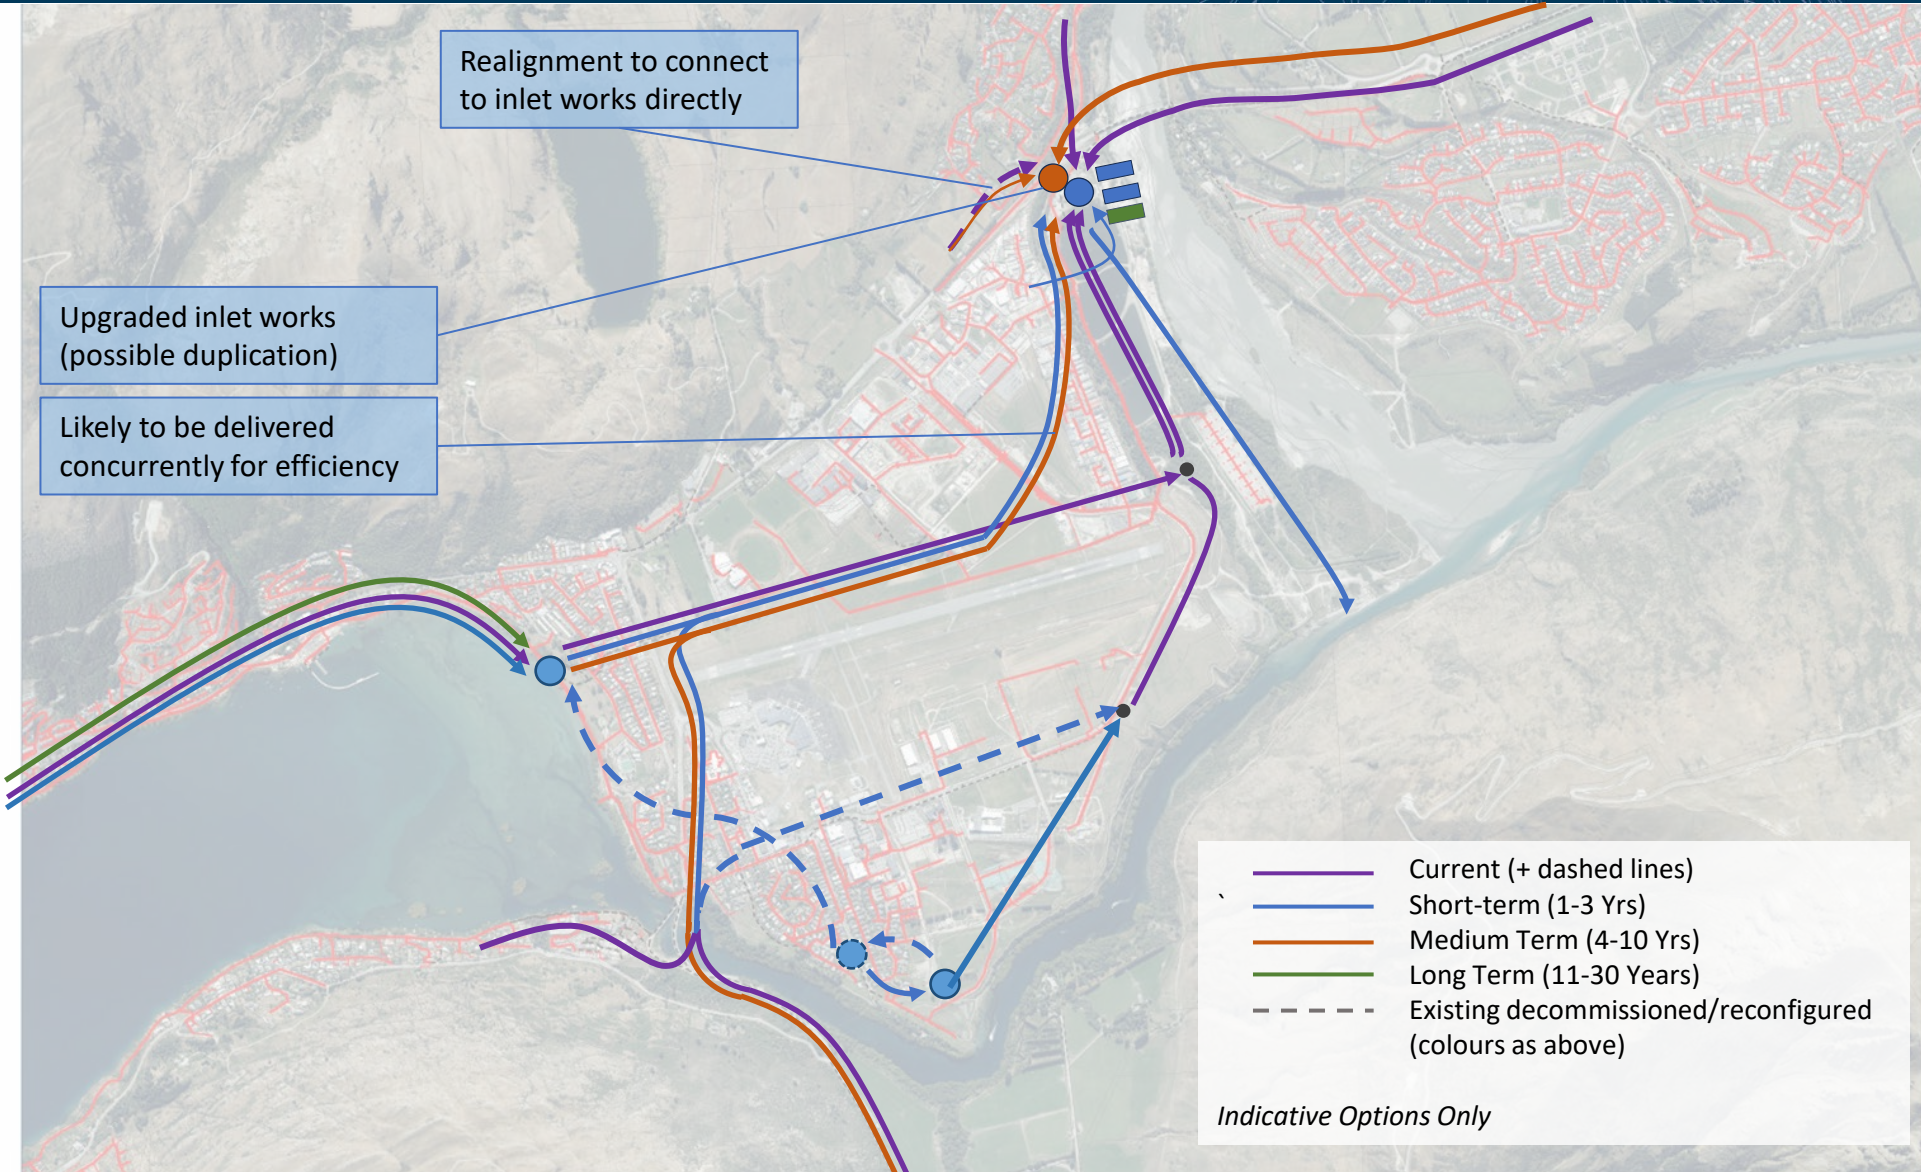 Realignment to connect
to inlet works directly
Upgraded inlet works
(possible duplication)
Likely to be delivered
concurrently for efficiency
Current (+ dashed lines)
`
Short-term (1-3 Yrs)
Medium Term (4-10 Yrs)
Long Term (11-30 Years)
Existing decommissioned/reconfigured
(colours as above)
Indicative Options Only